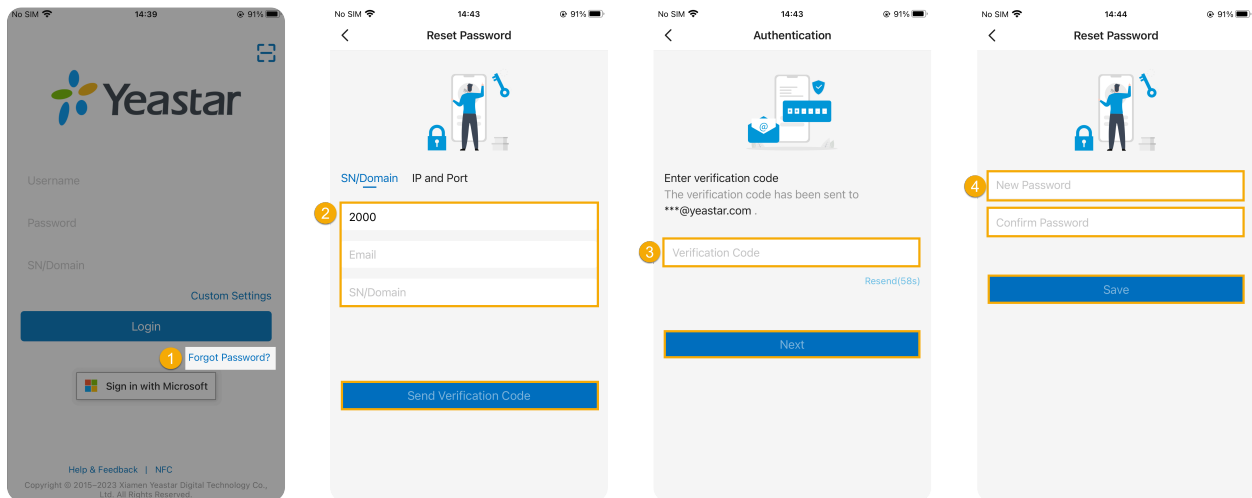 No SIM 14:39 91%
Yeastar
Username
Password
SN/Domain
Custom Settings
Login
1 Forgot Password?
Sign in with Microsoft
Help & Feedback | NFC
Copyright © 2015–2023 Xiamen Yeastar Digital Technology Co.,
Ltd. All Rights Reserved.
No SIM 14:43 91%
Reset Password
SN/Domain IP and Port
2 2000
Email
SN/Domain
Send Verification Code
No SIM 14:43 91%
Authentication
@
Enter verification code
The verification code has been sent to
***@yeastar.com .
3 Verification Code
Resend(58s)
Next
No SIM 14:44 91%
Reset Password
4 New Password
Confirm Password
Save